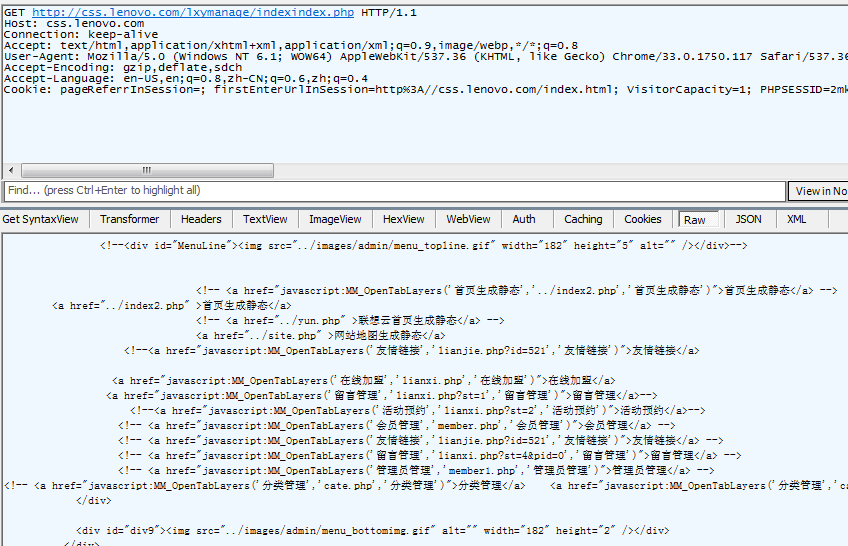 GET http://css.lenovo.com/lxymanage/indexindex.php HTTP/1.1
Host: css.lenovo.com
Connection: keep-alive
Accept: text/html,application/xhtml+xml,application/xml;q=0.9,image/webp,*/*;q=0.8
User-Agent: Mozilla/5.0 (Windows NT 6.1; WOW64) AppleWebKit/537.36 (KHTML, like Gecko) Chrome/33.0.1750.117 Safari/537.36
Accept-Encoding: gzip,deflate,sdch
Accept-Language: en-US,en;q=0.8,zh-CN;q=0.6,zh;q=0.4
Cookie: pageReferrInSession=; firstEnterUrlInSession=http%3A//css.lenovo.com/index.html; VisitorCapacity=1; PHPSESSID=2mk
Find... (press Ctrl+Enter to highlight all) View in No
Get SyntaxView Transformer Headers TextView ImageView HexView WebView Auth Caching Cookies Raw JSON XML
<!--<div id="MenuLine"><img src="../images/admin/menu_topline.gif" width="182" height="5" alt="" /></div>-->
<!-- <a href="javascript:MM_OpenTabLayers('首页生成静态','../index2.php','首页生成静态')">首页生成静态</a> -->
<a href="../index2.php" >首页生成静态</a>
<!-- <a href="../yun.php" >联想云首页生成静态</a> -->
<a href="../site.php" >网站地图生成静态</a>
<!--<a href="javascript:MM_OpenTabLayers('友情链接','lianjie.php?id=521','友情链接')">友情链接</a>
<a href="javascript:MM_OpenTabLayers('在线加盟','lianxi.php','在线加盟')">在线加盟</a>
<a href="javascript:MM_OpenTabLayers('留言管理','lianxi.php?st=1','留言管理')">留言管理</a>-->
<!--<a href="javascript:MM_OpenTabLayers('活动预约','lianxi.php?st=2','活动预约')">活动预约</a>-->
<!-- <a href="javascript:MM_OpenTabLayers('会员管理','member.php','会员管理')">会员管理</a> -->
<!-- <a href="javascript:MM_OpenTabLayers('友情链接','lianjie.php?id=521','友情链接')">友情链接</a> -->
<!-- <a href="javascript:MM_OpenTabLayers('留言管理','lianxi.php?st=4&pid=0','留言管理')">留言管理</a> -->
<!-- <a href="javascript:MM_OpenTabLayers('管理员管理','member1.php','管理员管理')">管理员管理</a> -->
<!-- <a href="javascript:MM_OpenTabLayers('分类管理','cate.php','分类管理')">分类管理</a> <a href="javascript:MM_OpenTabLayers('分类管理','ca
</div>
<div id="div9"><img src="../images/admin/menu_bottomimg.gif" alt="" width="182" height="2" /></div>
</div>